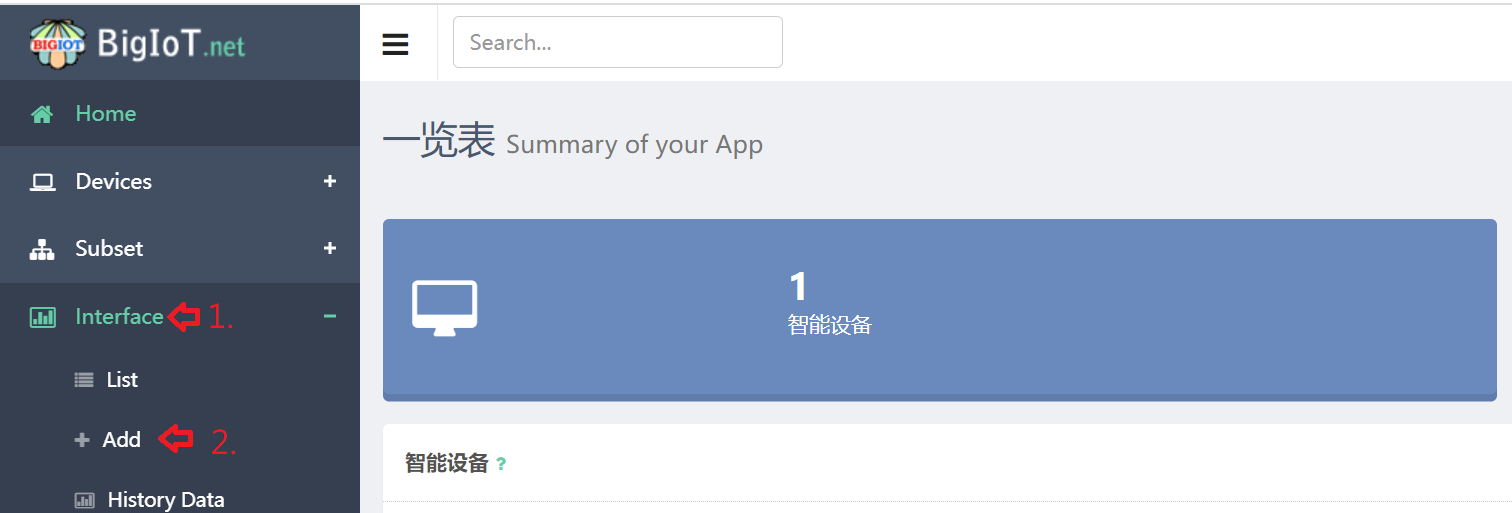 BIGIOT BigIoT.net
Search...
Home
Devices
Subset
Interface 1.
List
Add 2.
History Data
一览表 Summary of your App
1
智能设备
智能设备 ?